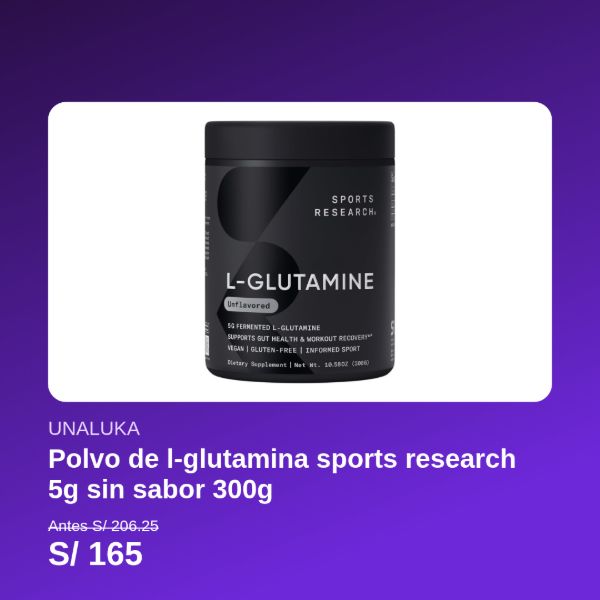 SPORTS
RESEARCH
L-GLUTAMINE
Unflavored
5G FERMENTED L-GLUTAMINE
SUPPORTS GUT HEALTH & WORKOUT RECOVERY
VEGAN | GLUTEN-FREE | INFORMED SPORT
Dietary Supplement | Net Wt. 10.58OZ (300G)
UNALUKA
Polvo de l-glutamina sports research
5g sin sabor 300g
Antes S/ 206.25
S/ 165